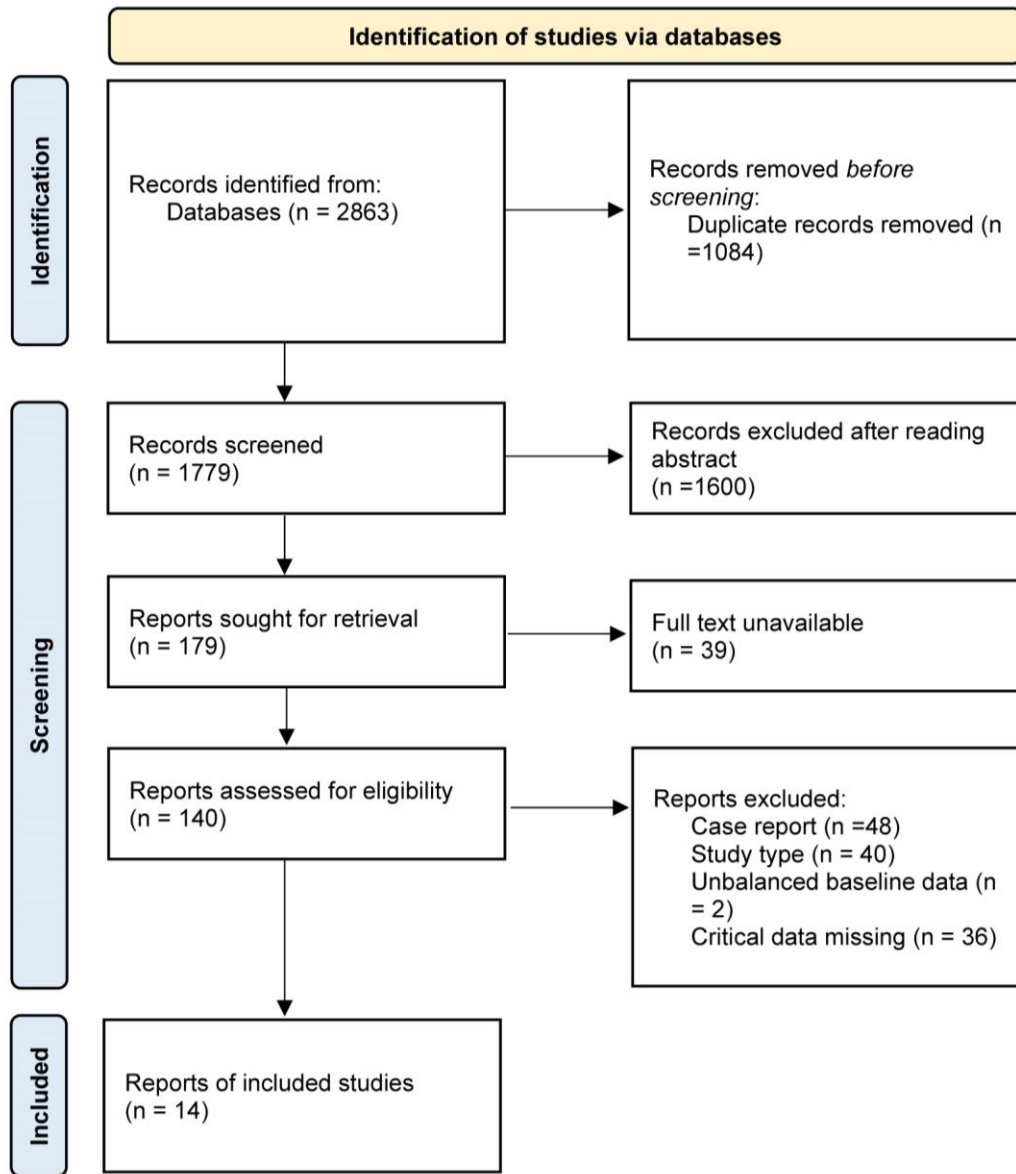 Identification of studies via databases
Identification
Records identified from:
Databases (n = 2863)
Records removed before
screening:
Duplicate records removed (n
=1084)
Screening
Records screened
(n = 1779)
Records excluded after reading
abstract
(n =1600)
Reports sought for retrieval
(n = 179)
Full text unavailable
(n = 39)
Reports assessed for eligibility
(n = 140)
Reports excluded:
Case report (n =48)
Study type (n = 40)
Unbalanced baseline data (n
= 2)
Critical data missing (n = 36)
Included
Reports of included studies
(n = 14)